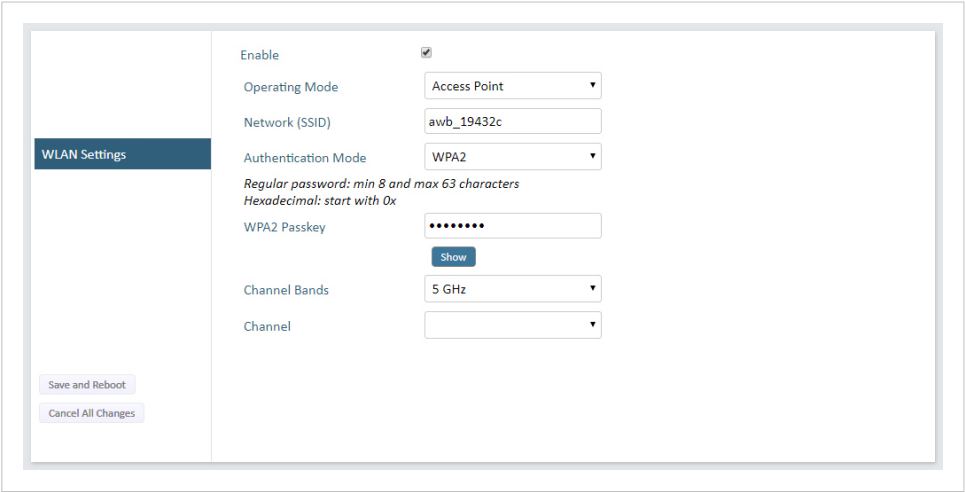 Enable
Operating Mode
Access Point
Network (SSID)
awb_19432c
WLAN Settings
Authentication Mode
WPA2
Regular password: min 8 and max 63 characters
Hexadecimal: start with 0x
WPA2 Passkey
••••••••
Show
Channel Bands
5 GHz
Channel
Save and Reboot
Cancel All Changes